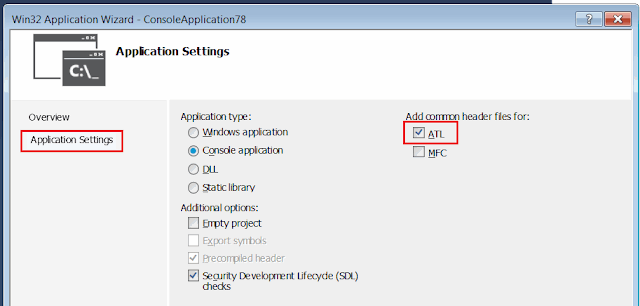 Win32 Application Wizard - ConsoleApplication78
Application Settings
C:\_
Overview
Application Settings
Application type:
Windows application
Console application
DLL
Static library
Additional options:
Empty project
Export symbols
Precompiled header
Security Development Lifecycle (SDL)
checks
Add common header files for:
ATL
MFC